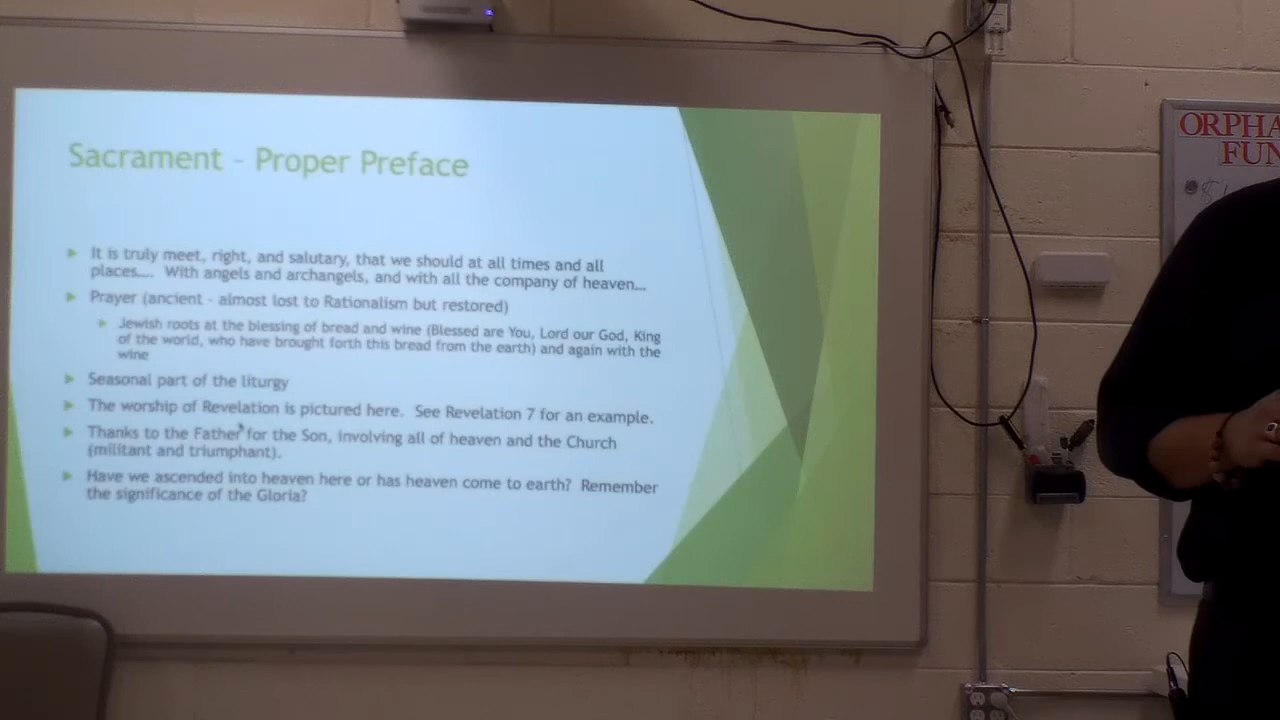 Sacrament – Proper Preface
It is truly meet, right, and salutary, that we should at all times and all
places.... With angels and archangels, and with all the company of heaven…
Prayer (ancient – almost lost to Rationalism but restored)
Jewish roots at the blessing of bread and wine (Blessed are You, Lord our God, King
of the world, who have brought forth this bread from the earth) and again with the
wine
Seasonal part of the liturgy
The worship of Revelation is pictured here. See Revelation 7 for an example.
Thanks to the Father for the Son, involving all of heaven and the Church
(militant and triumphant).
Have we ascended into heaven here or has heaven come to earth? Remember
the significance of the Gloria?
ORPHA
FUN